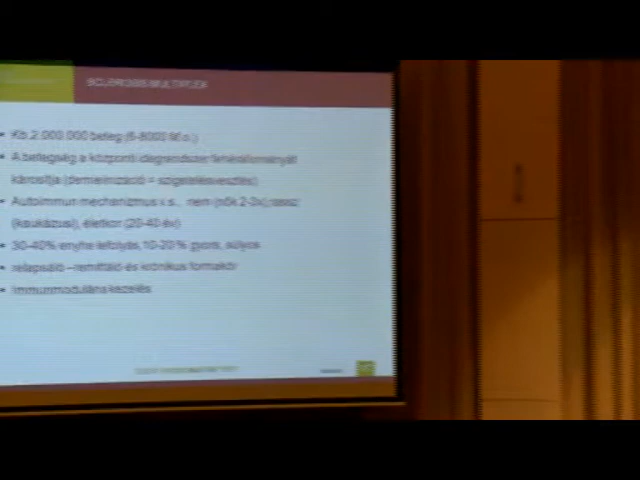 SCLEROSIS MULTIPLEX
Kb 2 000 000 beteg (6-8000 M.o.)
A betegség a központi idegrendszer fehérállományát
károsítja (demielinizáció = szigetelésvesztés)
Autoimmun mechanizmus v.s., nem (nők 2-3x), rassz
(kaukázusi), életkor (20-40 év)
30-40% enyhe lefolyás, 10-20% gyors, súlyos
relapszáló –remittáló és krónikus formakör
Immunmoduláns kezelés